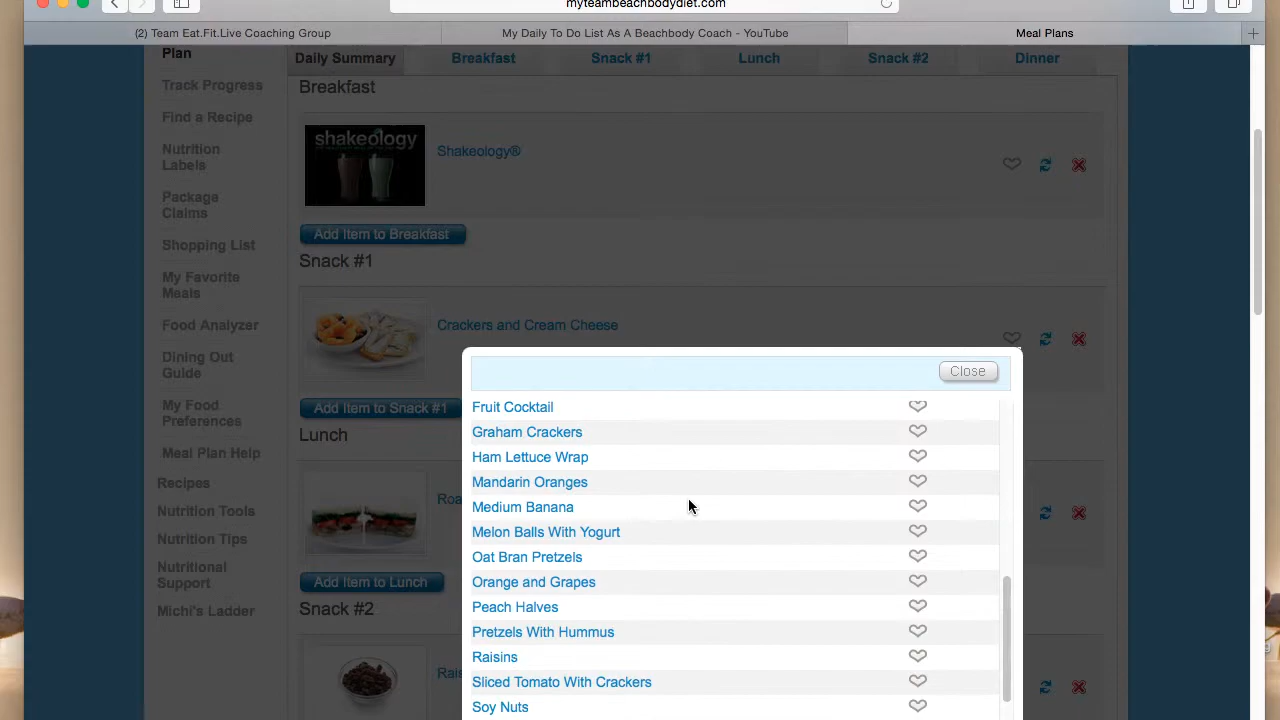 myteambeachbodydiet.com
(2) Team Eat.Fit.Live Coaching Group
My Daily To Do List As A Beachbody Coach - YouTube
Meal Plans
Plan
Track Progress
Find a Recipe
Nutrition
Labels
Package
Claims
Shopping List
My Favorite
Meals
Food Analyzer
Dining Out
Guide
My Food
Preferences
Meal Plan Help
Recipes
Nutrition Tools
Nutrition Tips
Nutritional
Support
Michi's Ladder
Daily Summary
Breakfast
Snack #1
Lunch
Snack #2
Dinner
Breakfast
shakeology
Shakeology®
Add Item to Breakfast
Snack #1
Crackers and Cream Cheese
Add Item to Snack #1
Lunch
Add Item to Lunch
Snack #2
Close
Fruit Cocktail
Graham Crackers
Ham Lettuce Wrap
Mandarin Oranges
Medium Banana
Melon Balls With Yogurt
Oat Bran Pretzels
Orange and Grapes
Peach Halves
Pretzels With Hummus
Raisins
Sliced Tomato With Crackers
Soy Nuts